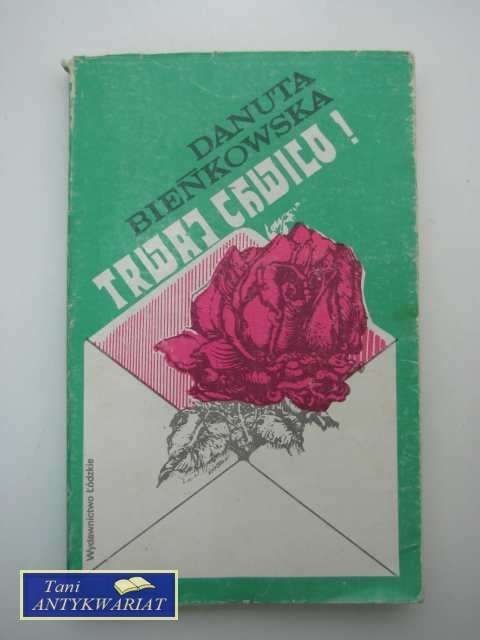 DANUTA
BIEŃKOWSKA
TRWAJ CHWILO!
Wydawnictwo Łódzkie
Tani
ANTYKWARIAT